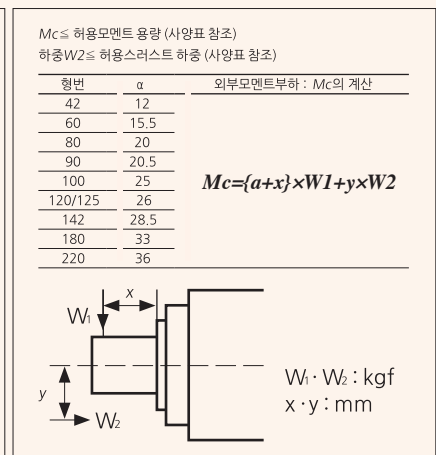 Mc≦ 허용모멘트 용량 (사양표 참조)
하중W2≦ 허용스러스트 하중 (사양표 참조)
형번 α 외부모멘트부하 : Mc의 계산
42 12
60 15.5
80 20
90 20.5
100 25
120/125 26
142 28.5
180 33
220 36
Mc={a+x}×W1+y×W2
x
W1
y
W2
W1 · W2 : kgf
x · y : mm